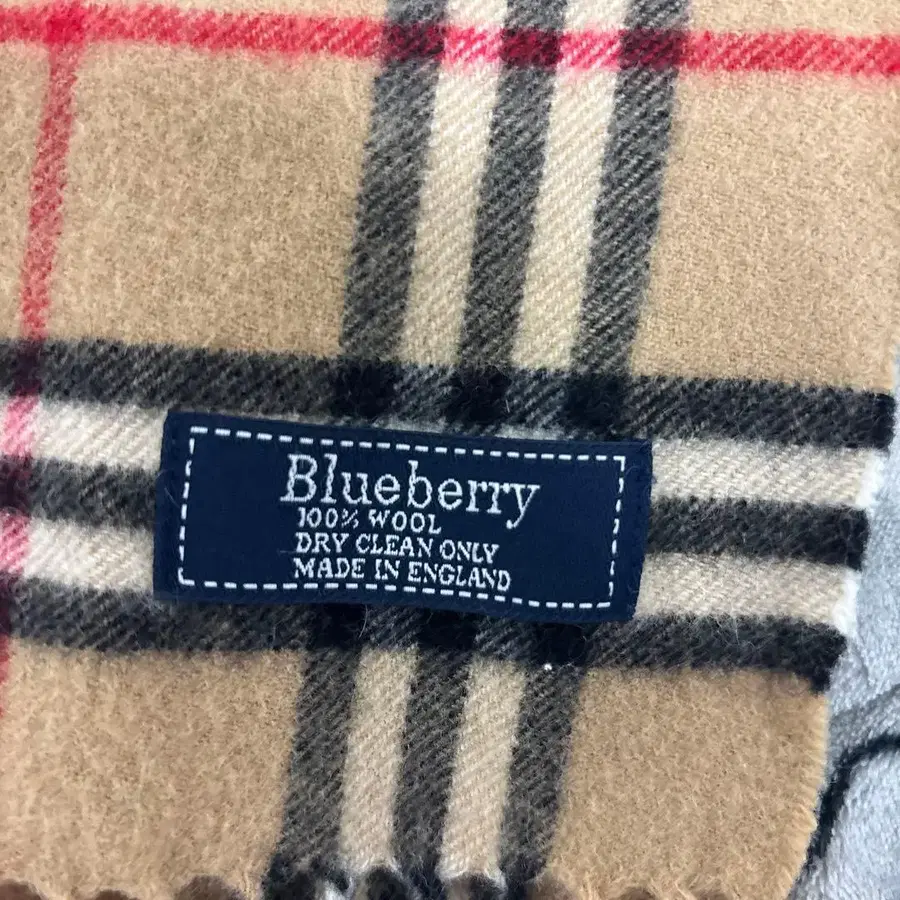 Blueberry
100% WOOL
DRY CLEAN ONLY
MADE IN ENGLAND